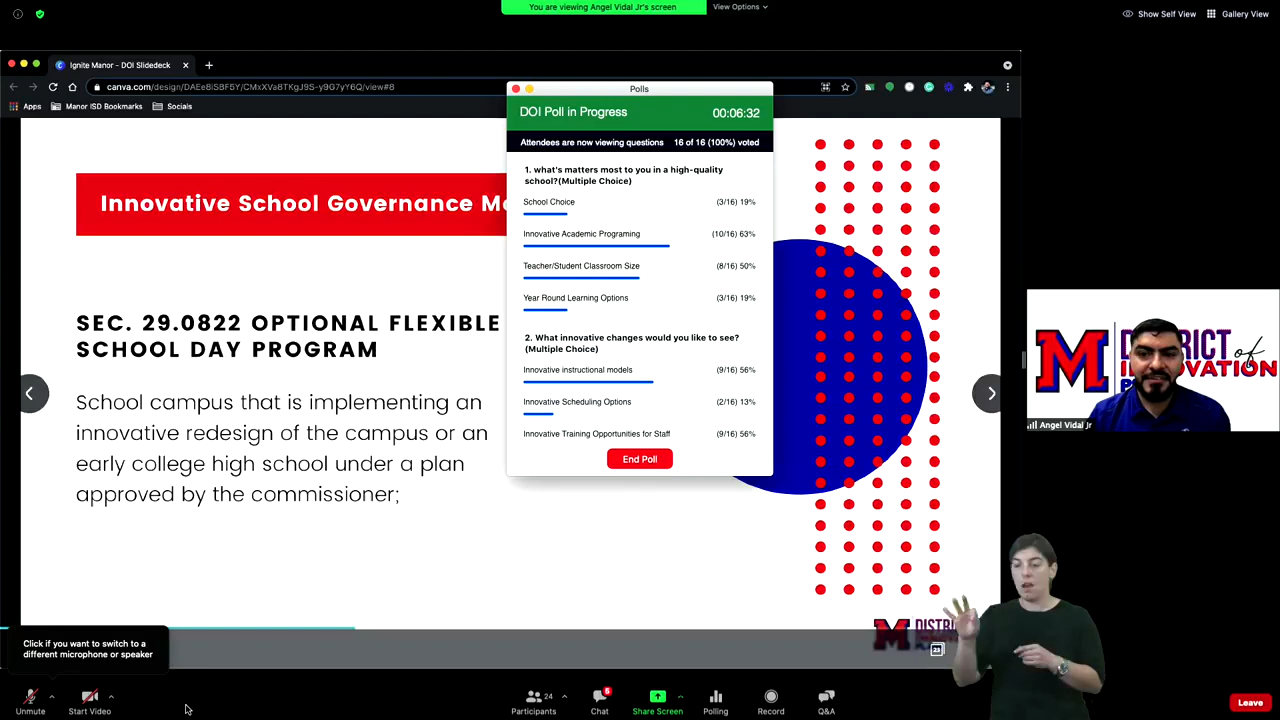 You are viewing Angel Vidal Jr's screen
View Options
Show Self View
Gallery View
Ignite Manor - DOI Slidedeck
canva.com/design/DAEe8iSBF5Y/CMxXVa8TKgJ9S-y9G7yY6Q/view#8
Apps
Manor ISD Bookmarks
Socials
Polls
DOI Poll in Progress
00:06:32
Attendees are now viewing questions
16 of 16 (100%) voted
1. what's matters most to you in a high-quality
school?(Multiple Choice)
School Choice (3/16) 19%
Innovative Academic Programing (10/16) 63%
Teacher/Student Classroom Size (8/16) 50%
Year Round Learning Options (3/16) 19%
2. What innovative changes would you like to see?
(Multiple Choice)
Innovative instructional models (9/16) 56%
Innovative Scheduling Options (2/16) 13%
Innovative Training Opportunities for Staff (9/16) 56%
End Poll
Innovative School Governance M
SEC. 29.0822 OPTIONAL FLEXIBLE
SCHOOL DAY PROGRAM
School campus that is implementing an
innovative redesign of the campus or an
early college high school under a plan
approved by the commissioner;
M
of
Angel Vidal Jr
M
Click if you want to switch to a
different microphone or speaker
Unmute
Start Video
Participants
24
Chat
6
Share Screen
Polling
Record
Q&A
Leave